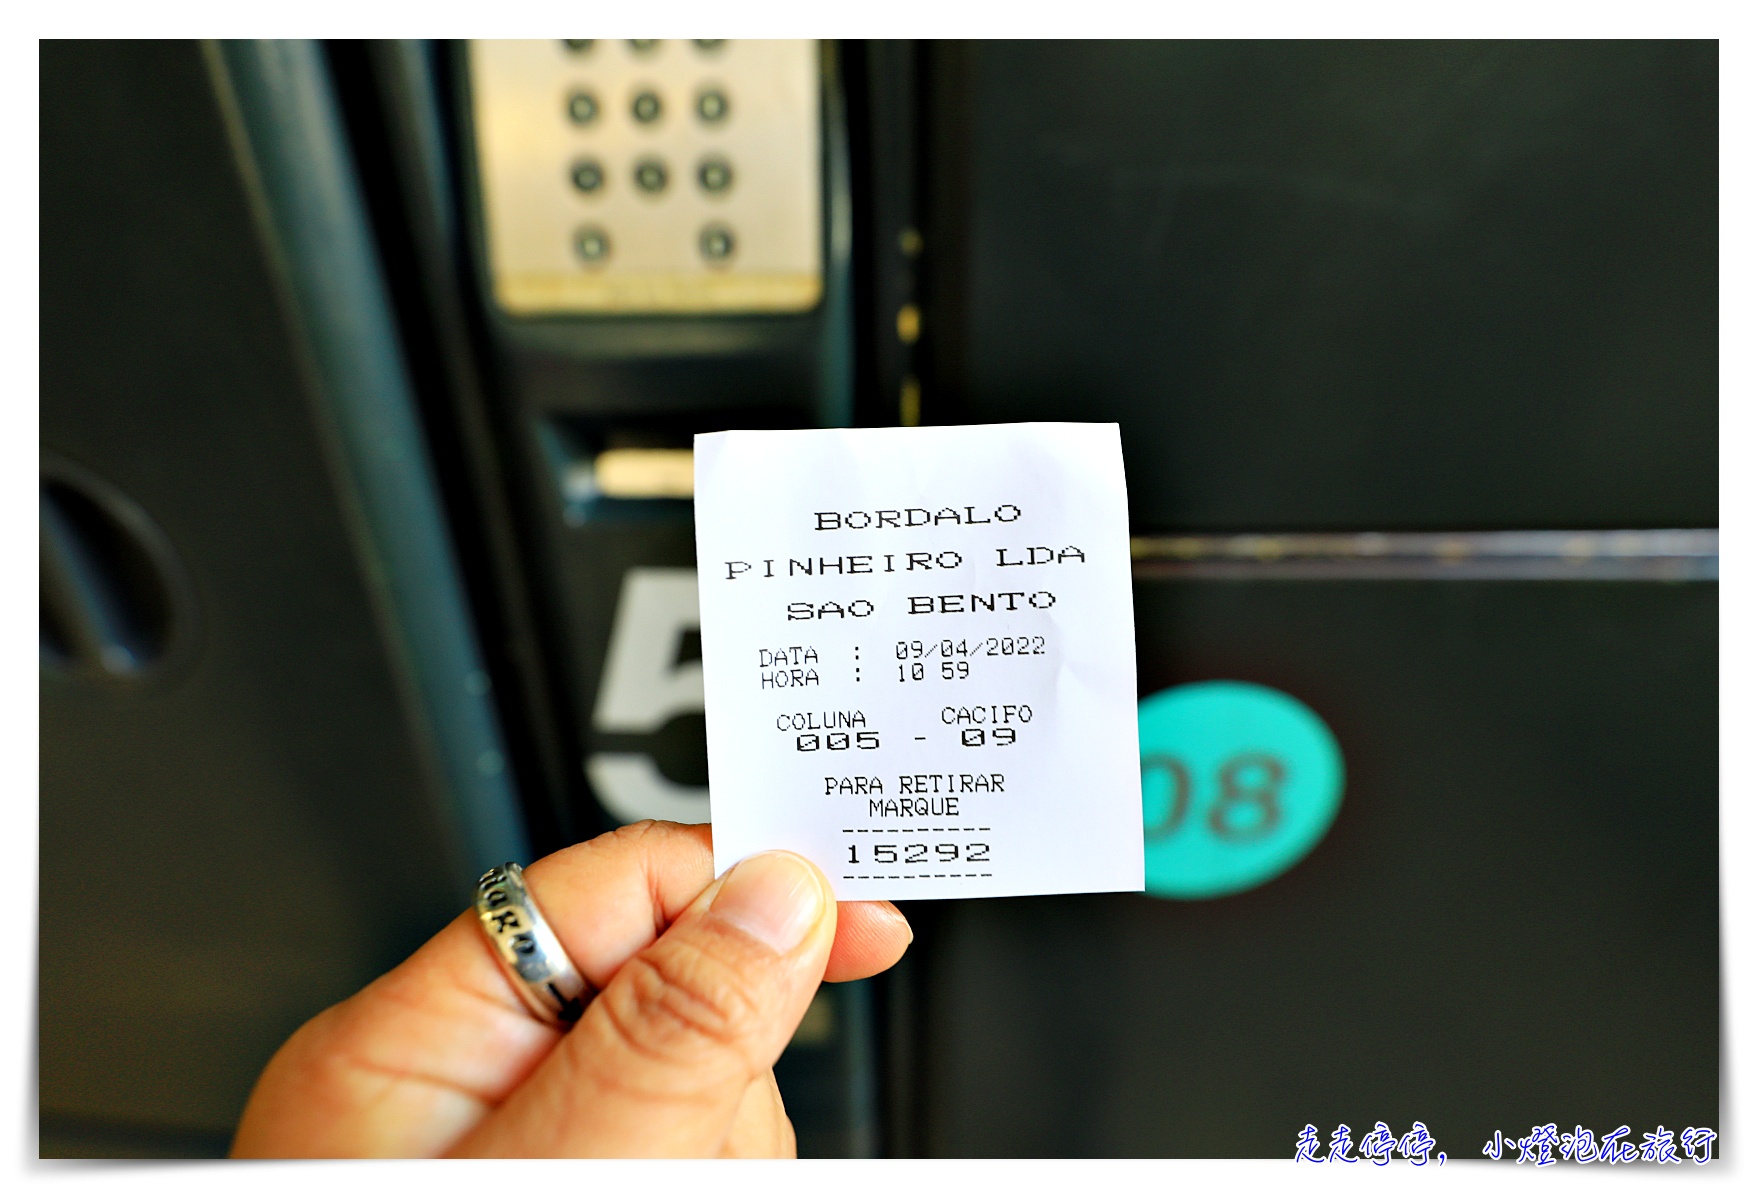 BORDALO
PINHEIRO LDA
SAO BENTO
DATA : 09/04/2022
HORA : 10 59
COLUNA CACIFO
005 - 09
PARA RETIRAR
MARQUE
----------
15292
----------
5
08
走走停停，小燈泡在旅行